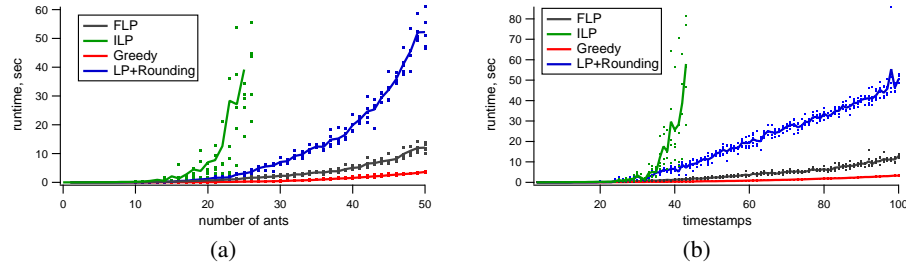 60
50
40
30
20
10
0
runtime, sec
FLP
ILP
Greedy
LP+Rounding
0 10 20 30 40 50
number of ants
(a)
80
60
50
40
30
20
10
0
runtime, sec
FLP
ILP
Greedy
LP+Rounding
20 40 60 80 100
timestamps
(b)